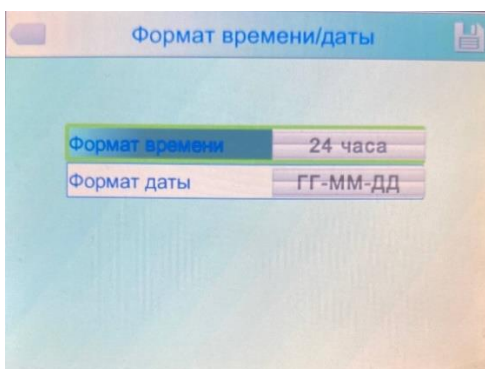 Формат времени/даты
Формат времени 24 часа
Формат даты ГГ-ММ-ДД